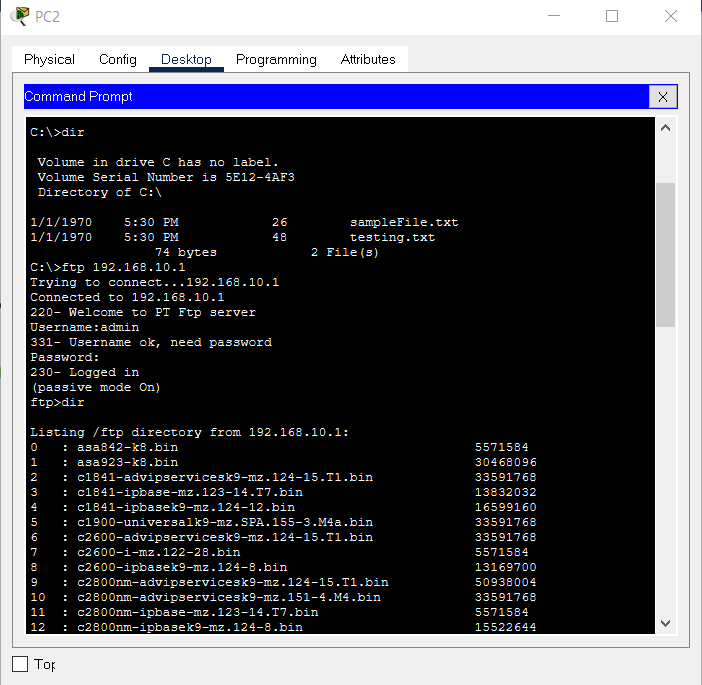 PC2
Physical Config Desktop Programming Attributes
Command Prompt X
C:\>dir
Volume in drive C has no label.
Volume Serial Number is 5E12-4AF3
Directory of C:\
1/1/1970 5:30 PM 26 sampleFile.txt
1/1/1970 5:30 PM 48 testing.txt
74 bytes 2 File(s)
C:\>ftp 192.168.10.1
Trying to connect...192.168.10.1
Connected to 192.168.10.1
220- Welcome to PT Ftp server
Username:admin
331- Username ok, need password
Password:
230- Logged in
(passive mode On)
ftp>dir
Listing /ftp directory from 192.168.10.1:
0 : asa842-k8.bin 5571584
1 : asa923-k8.bin 30468096
2 : c1841-advipservicesk9-mz.124-15.T1.bin 33591768
3 : c1841-ipbase-mz.123-14.T7.bin 13832032
4 : c1841-ipbasek9-mz.124-12.bin 16599160
5 : c1900-universalk9-mz.SPA.155-3.M4a.bin 33591768
6 : c2600-advipservicesk9-mz.124-15.T1.bin 33591768
7 : c2600-i-mz.122-28.bin 5571584
8 : c2600-ipbasek9-mz.124-8.bin 13169700
9 : c2800nm-advipservicesk9-mz.124-15.T1.bin 50938004
10 : c2800nm-advipservicesk9-mz.151-4.M4.bin 33591768
11 : c2800nm-ipbase-mz.123-14.T7.bin 5571584
12 : c2800nm-ipbasek9-mz.124-8.bin 15522644
Top